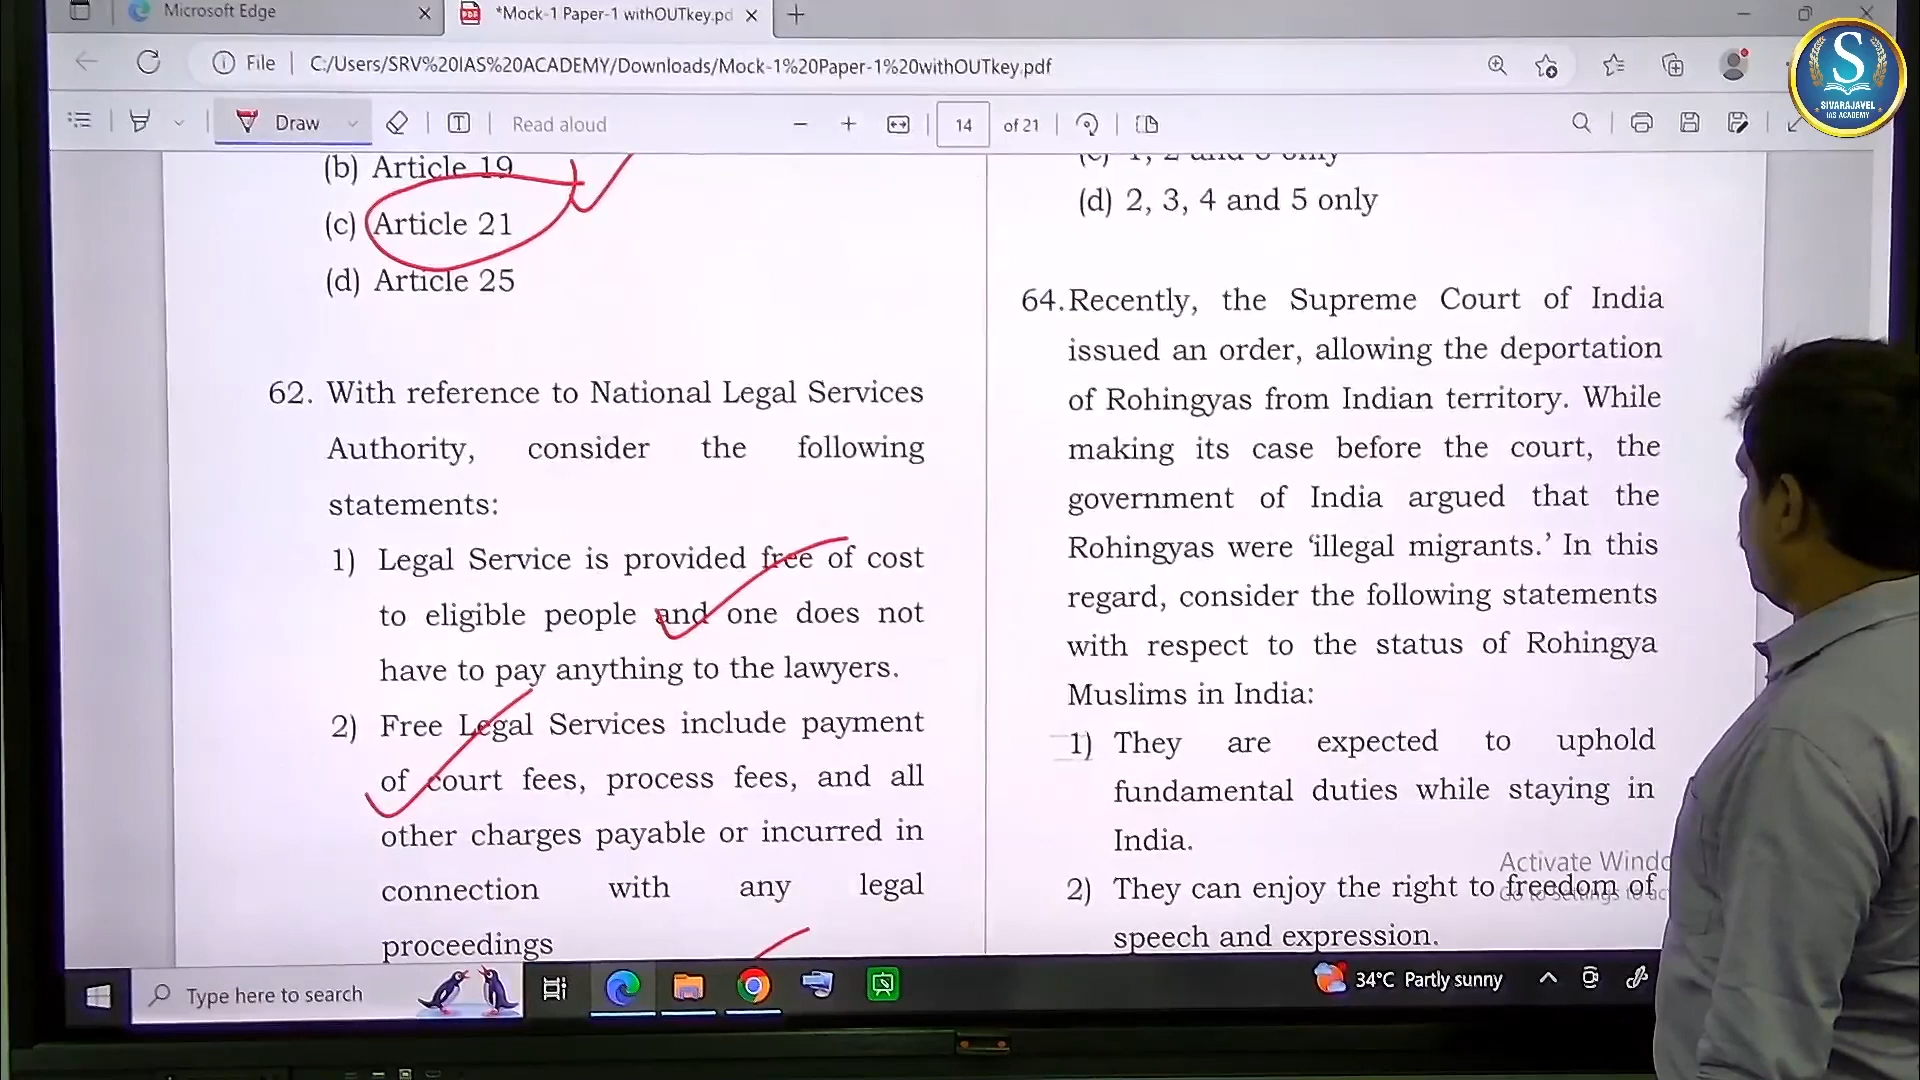 Microsoft Edge
*Mock-1 Paper-1 withOUTkey.pd
File
C:/Users/SRV%20IAS%20ACADEMY/Downloads/Mock-1%20Paper-1%20withOUTkey.pdf
S
SIVARAJAVEL
IAS ACADEMY
Draw
Read aloud
14
of 21
(b) Article 19
(c) Article 21
(d) Article 25
62. With reference to National Legal Services
Authority, consider the following
statements:
1) Legal Service is provided free of cost
to eligible people and one does not
have to pay anything to the lawyers.
2) Free Legal Services include payment
of court fees, process fees, and all
other charges payable or incurred in
connection with any legal
proceedings
(d) 2, 3, 4 and 5 only
64. Recently, the Supreme Court of India
issued an order, allowing the deportation
of Rohingyas from Indian territory. While
making its case before the court, the
government of India argued that the
Rohingyas were ‘illegal migrants.’ In this
regard, consider the following statements
with respect to the status of Rohingya
Muslims in India:
1) They are expected to uphold
fundamental duties while staying in
India.
Activate Windo
2) They can enjoy the right to freedom of
speech and expression.
Type here to search
34°C Partly sunny